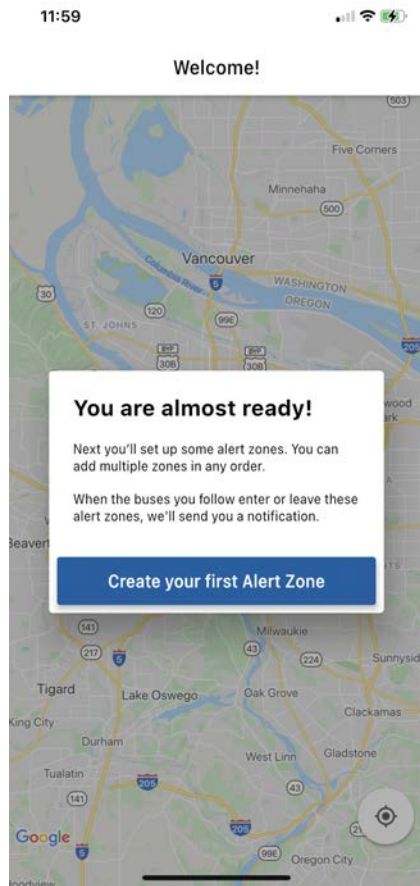 11:59
Welcome!
503
Five Corners
Minnehaha
500
Vancouver
Columbia River
5
WASHINGTON
OREGON
30
120
99E
ST. JOHNS
BYP
30B
BYP
30B
205
wood
You are almost ready!
Next you'll set up some alert zones. You can
add multiple zones in any order.
When the buses you follow enter or leave these
alert zones, we'll send you a notification.
Beavert
Create your first Alert Zone
141
Milwaukie
217
5
43
224
Sunnysid
Tigard
Lake Oswego
Oak Grove
King City
Clackamas
Durham
West Linn
Gladstone
Tualatin
205
141
43
Google
5
205
99E
Oregon City